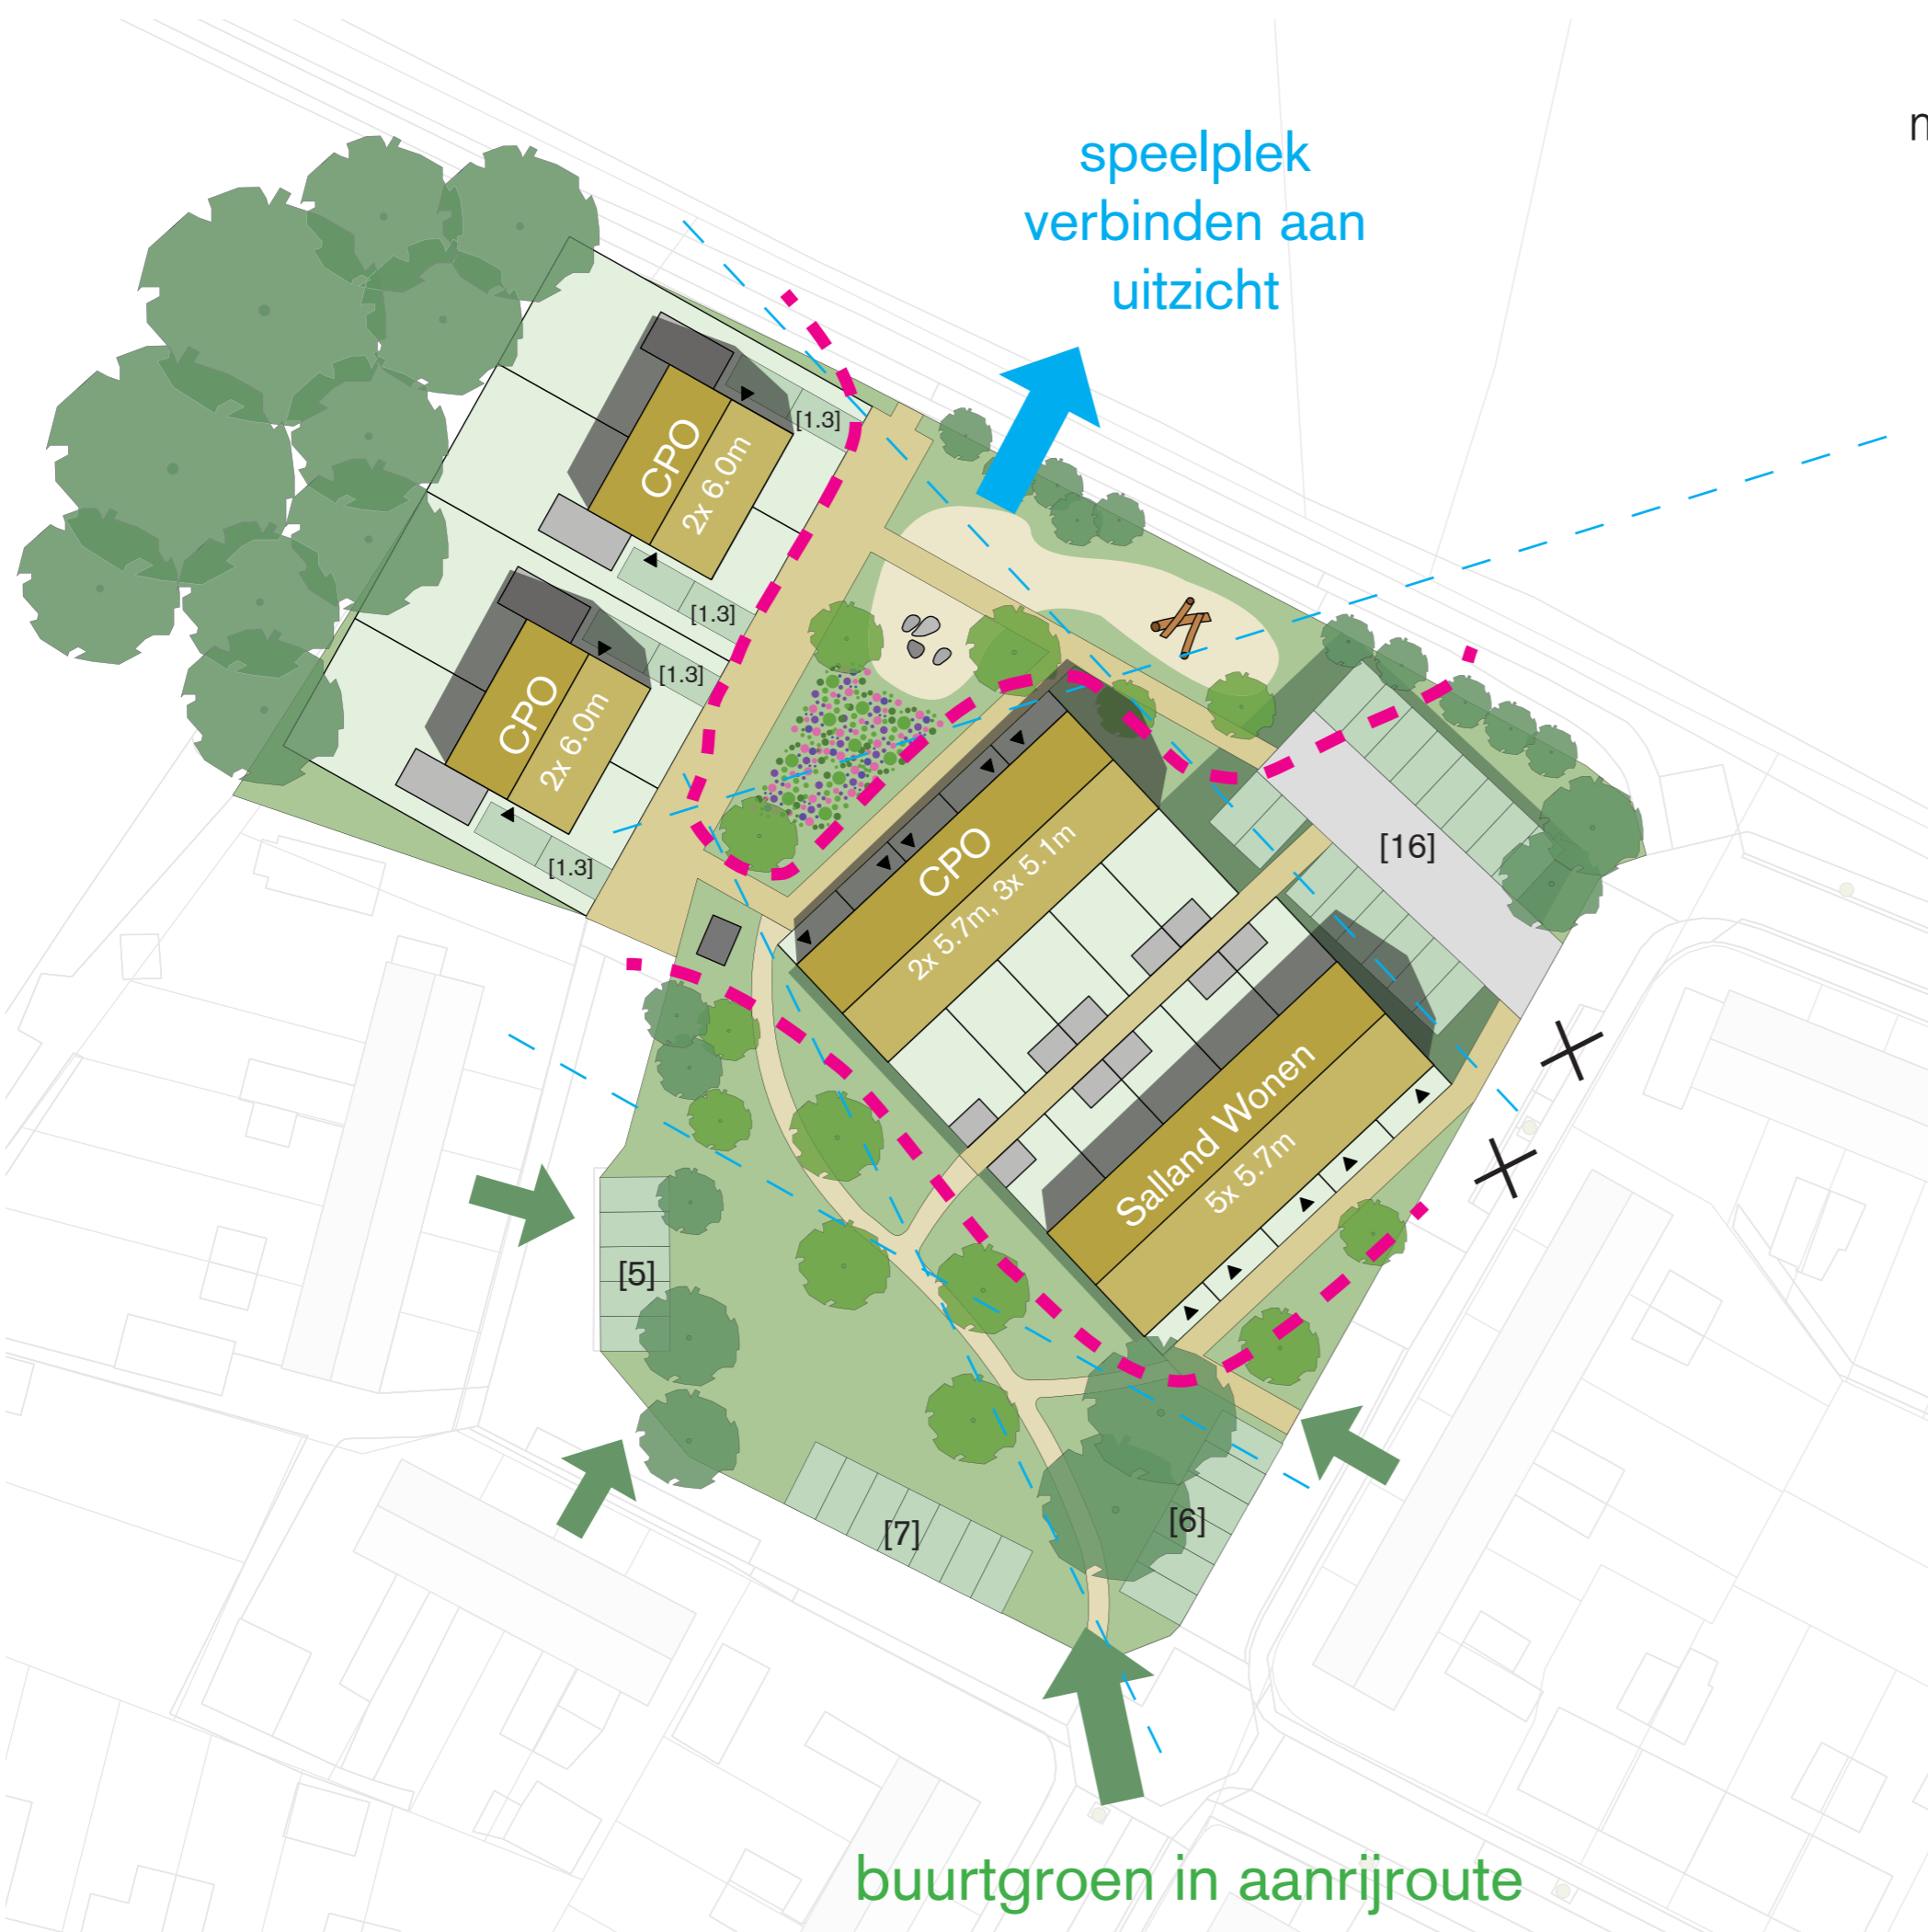 n
speelplek
verbinden aan
uitzicht
[1.3]
CPO
2x 6.0m
[1.3]
[1.3]
CPO
2x 6.0m
[1.3]
CPO
2x 5.7m, 3x 5.1m
[16]
Salland Wonen
5x 5.7m
[5]
[7]
[6]
buurtgroen in aanrijroute